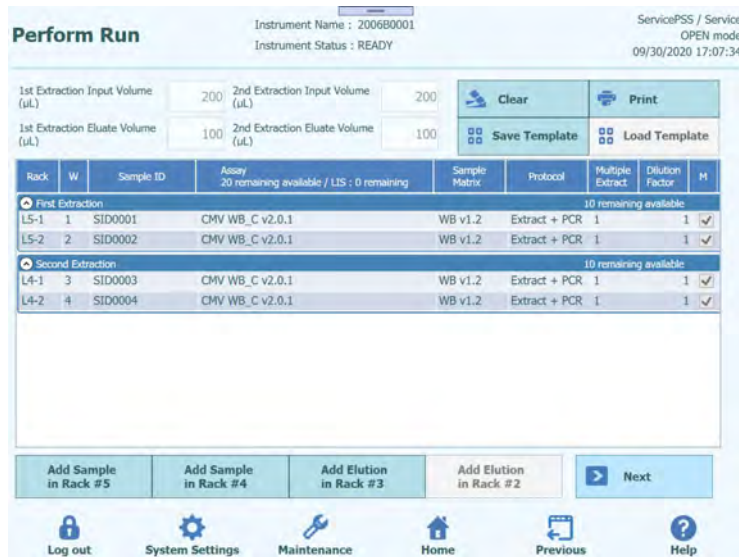 Perform Run
Instrument Name : 2006B0001
Instrument Status : READY
ServicePSS / Service
OPEN mode
09/30/2020 17:07:34
1st Extraction Input Volume (µL) 200
2nd Extraction Input Volume (µL) 200
1st Extraction Eluate Volume (µL) 100
2nd Extraction Eluate Volume (µL) 100
Clear
Print
Save Template
Load Template
Rack W Sample ID Assay 20 remaining available / LIS : 0 remaining Sample Matrix Protocol Multiple Extract Dilution Factor M
First Extraction 10 remaining available
L5-1 1 SID0001 CMV WB_C v2.0.1 WB v1.2 Extract + PCR 1 1
L5-2 2 SID0002 CMV WB_C v2.0.1 WB v1.2 Extract + PCR 1 1
Second Extraction 10 remaining available
L4-1 3 SID0003 CMV WB_C v2.0.1 WB v1.2 Extract + PCR 1 1
L4-2 4 SID0004 CMV WB_C v2.0.1 WB v1.2 Extract + PCR 1 1
Add Sample in Rack #5
Add Sample in Rack #4
Add Elution in Rack #3
Add Elution in Rack #2
Next
Log out
System Settings
Maintenance
Home
Previous
Help